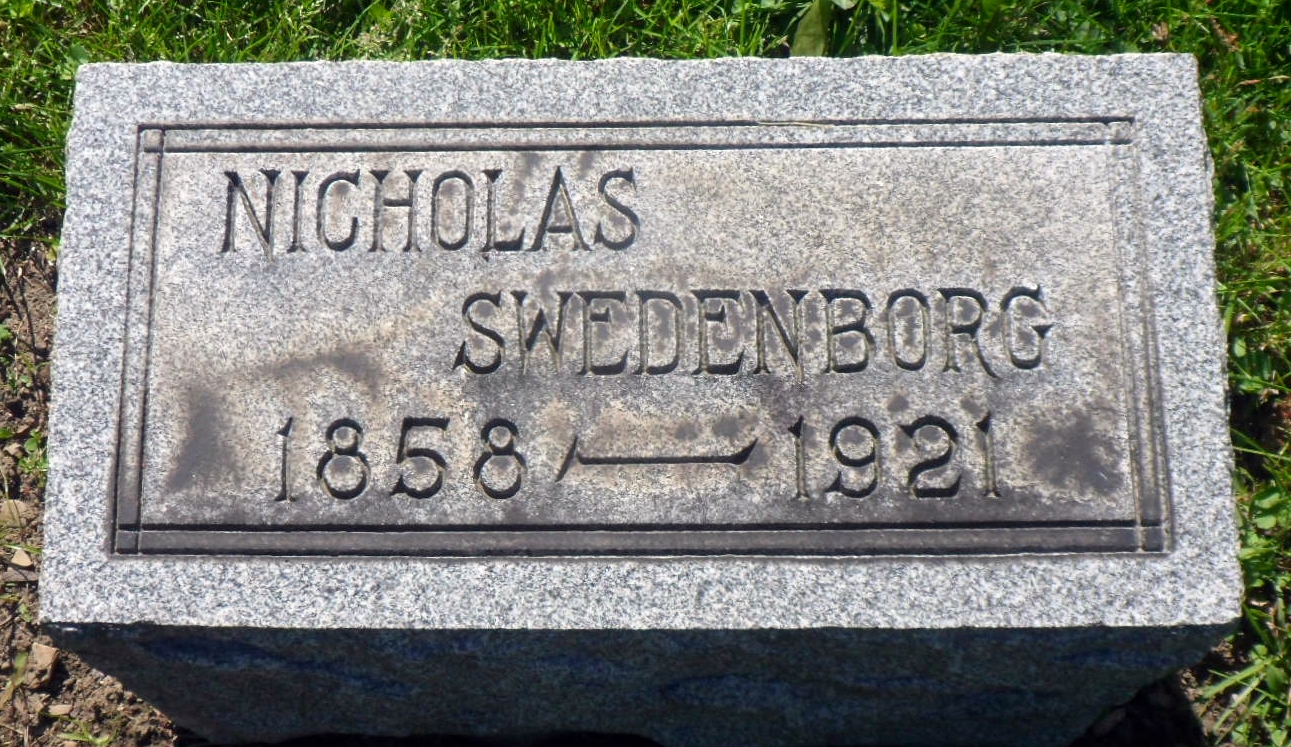 NICHOLAS
SWEDENBORG
1858 — 1921